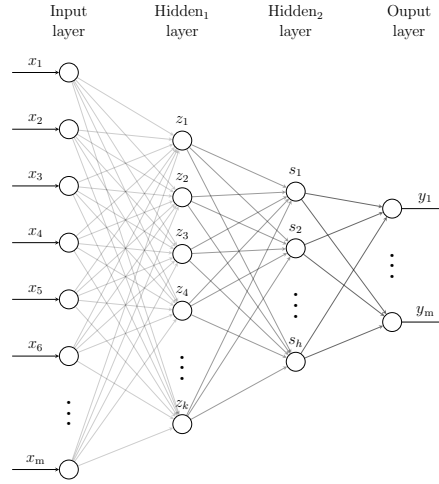 Input
layer
Hidden₁
layer
Hidden₂
layer
Ouput
layer
x₁
x₂
x₃
x₄
x₅
x₆
xₘ
z₁
z₂
z₃
z₄
zₖ
s₁
s₂
sₕ
y₁
yₘ